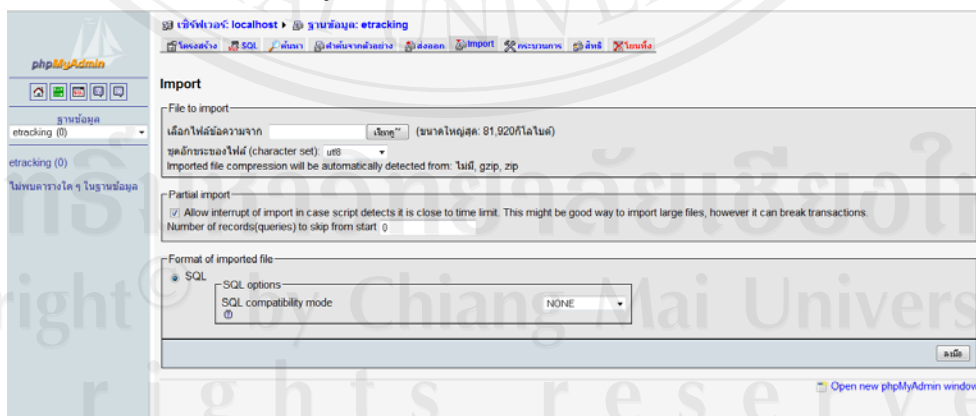 เซิร์ฟเวอร์: localhost ▸ ฐานข้อมูล: etracking
โครงสร้าง SQL ค้นหา คำค้นจากตัวอย่าง ส่งออก Import กระบวนการ สิทธิ โยนทิ้ง
phpMyAdmin
ฐานข้อมูล
etracking (0)
etracking (0)
ไม่พบตารางใด ๆ ในฐานข้อมูล
Import
File to import
เลือกไฟล์ข้อความจาก เรียกดู (ขนาดใหญ่สุด: 81,920กิโลไบต์)
ชุดอักขระของไฟล์ (character set): utf8
Imported file compression will be automatically detected from: ไม่มี, gzip, zip
Partial import
Allow interrupt of import in case script detects it is close to time limit. This might be good way to import large files, however it can break transactions.
Number of records(queries) to skip from start 0
Format of imported file
SQL
SQL options
SQL compatibility mode NONE
ลงมือ
Open new phpMyAdmin window
right© by Chiang Mai Univers
rights reserve